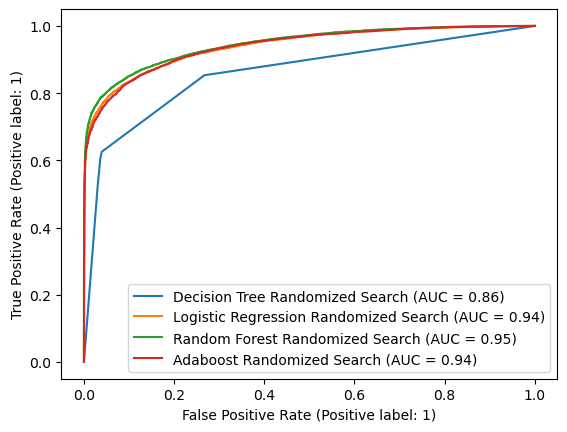 True Positive Rate (Positive label: 1)
1.0
0.8
0.6
0.4
0.2
0.0
Decision Tree Randomized Search (AUC = 0.86)
Logistic Regression Randomized Search (AUC = 0.94)
Random Forest Randomized Search (AUC = 0.95)
Adaboost Randomized Search (AUC = 0.94)
0.0 0.2 0.4 0.6 0.8 1.0
False Positive Rate (Positive label: 1)